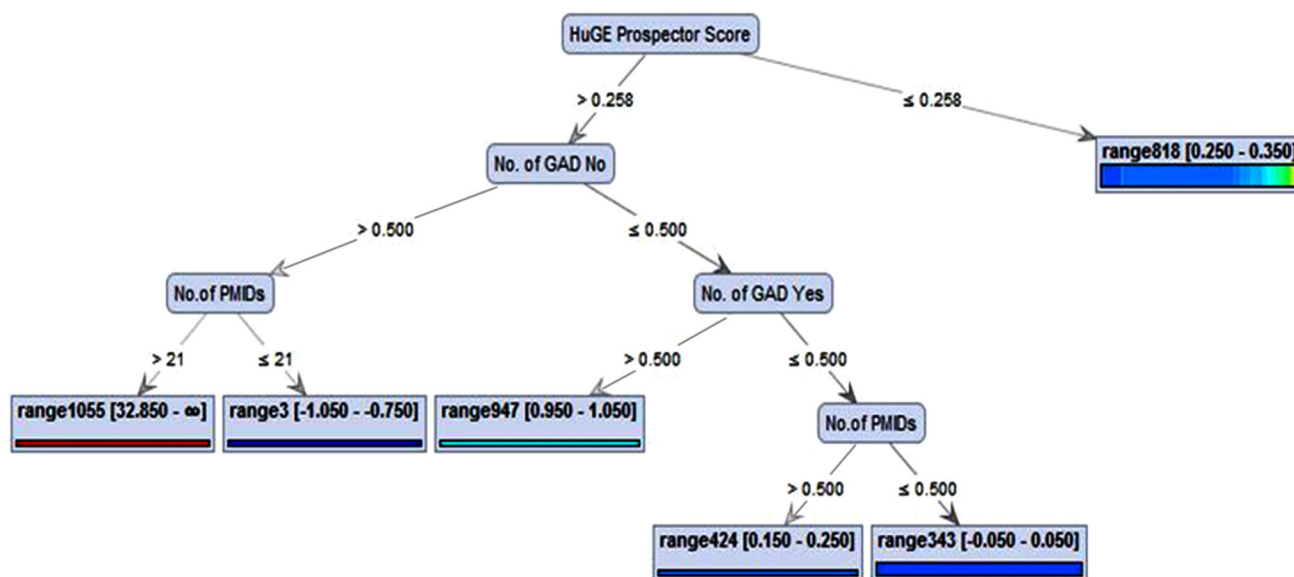 HuGE Prospector Score
> 0.258
≤ 0.258
No. of GAD No
range818 [0.250 - 0.350]
> 0.500
≤ 0.500
No.of PMIDs
No. of GAD Yes
> 21
≤ 21
> 0.500
≤ 0.500
range1055 [32.850 - ∞]
range3 [-1.050 - -0.750]
range947 [0.950 - 1.050]
No.of PMIDs
> 0.500
≤ 0.500
range424 [0.150 - 0.250]
range343 [-0.050 - 0.050]